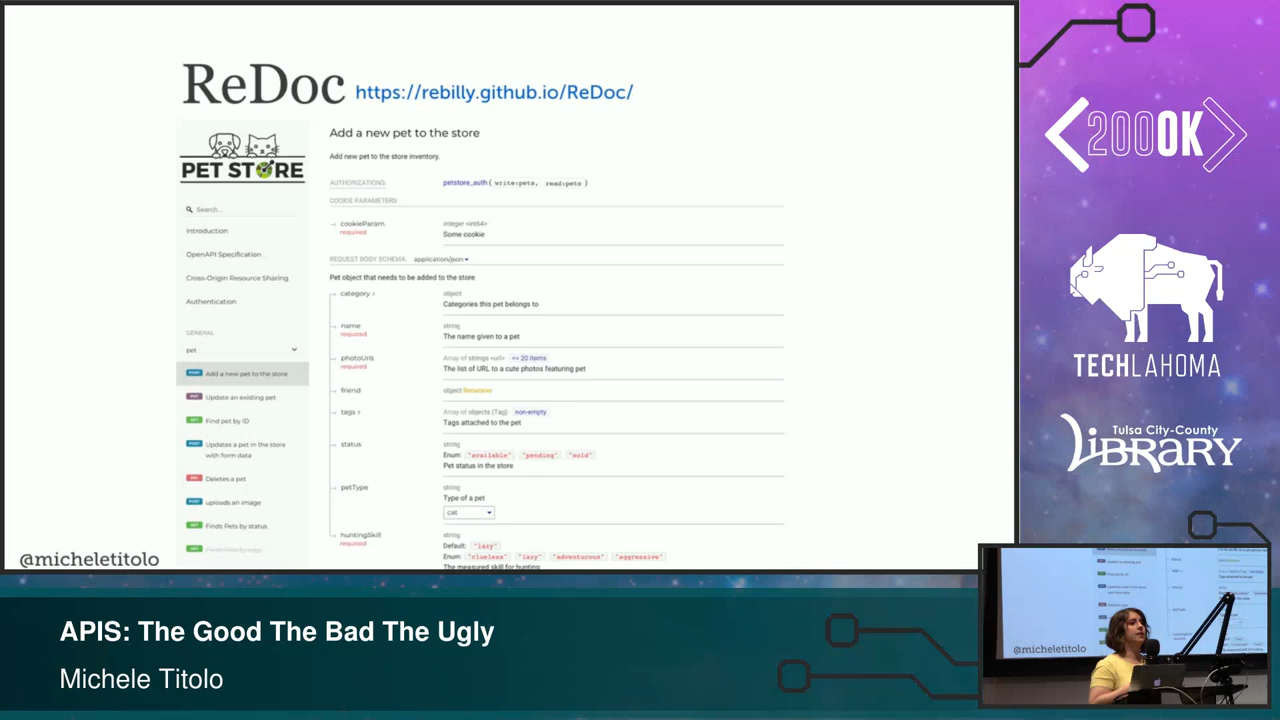 ReDoc https://rebilly.github.io/ReDoc/
PET STORE
Search...
Introduction
OpenAPI Specification
Cross-Origin Resource Sharing
Authentication
GENERAL
pet
POST Add a new pet to the store
PUT Update an existing pet
GET Find pet by ID
POST Updates a pet in the store
with form data
DEL Deletes a pet
POST uploads an image
GET Finds Pets by status
GET
Add a new pet to the store
Add new pet to the store inventory.
AUTHORIZATIONS petstore_auth ( write:pets, read:pets )
COOKIE PARAMETERS
cookieParam integer <int64>
required Some cookie
REQUEST BODY SCHEMA: application/json
Pet object that needs to be added to the store
category > object
Categories this pet belongs to
name string
required The name given to a pet
photoUrls Array of strings <url> <= 20 items
required The list of URL to a cute photos featuring pet
friend object Recursive
tags > Array of objects (Tag) non-empty
Tags attached to the pet
status string
Enum: "available" "pending" "sold"
Pet status in the store
petType string
Type of a pet
cat
huntingSkill
required Default: "lazy"
Enum: "clueless" "lazy" "adventurous" "aggressive"
The measured skill for hunting
@micheletitolo
<200OK>
TECHLAHOMA
Tulsa City-County
LIBRARY
@micheletitolo
APIS: The Good The Bad The Ugly
Michele Titolo